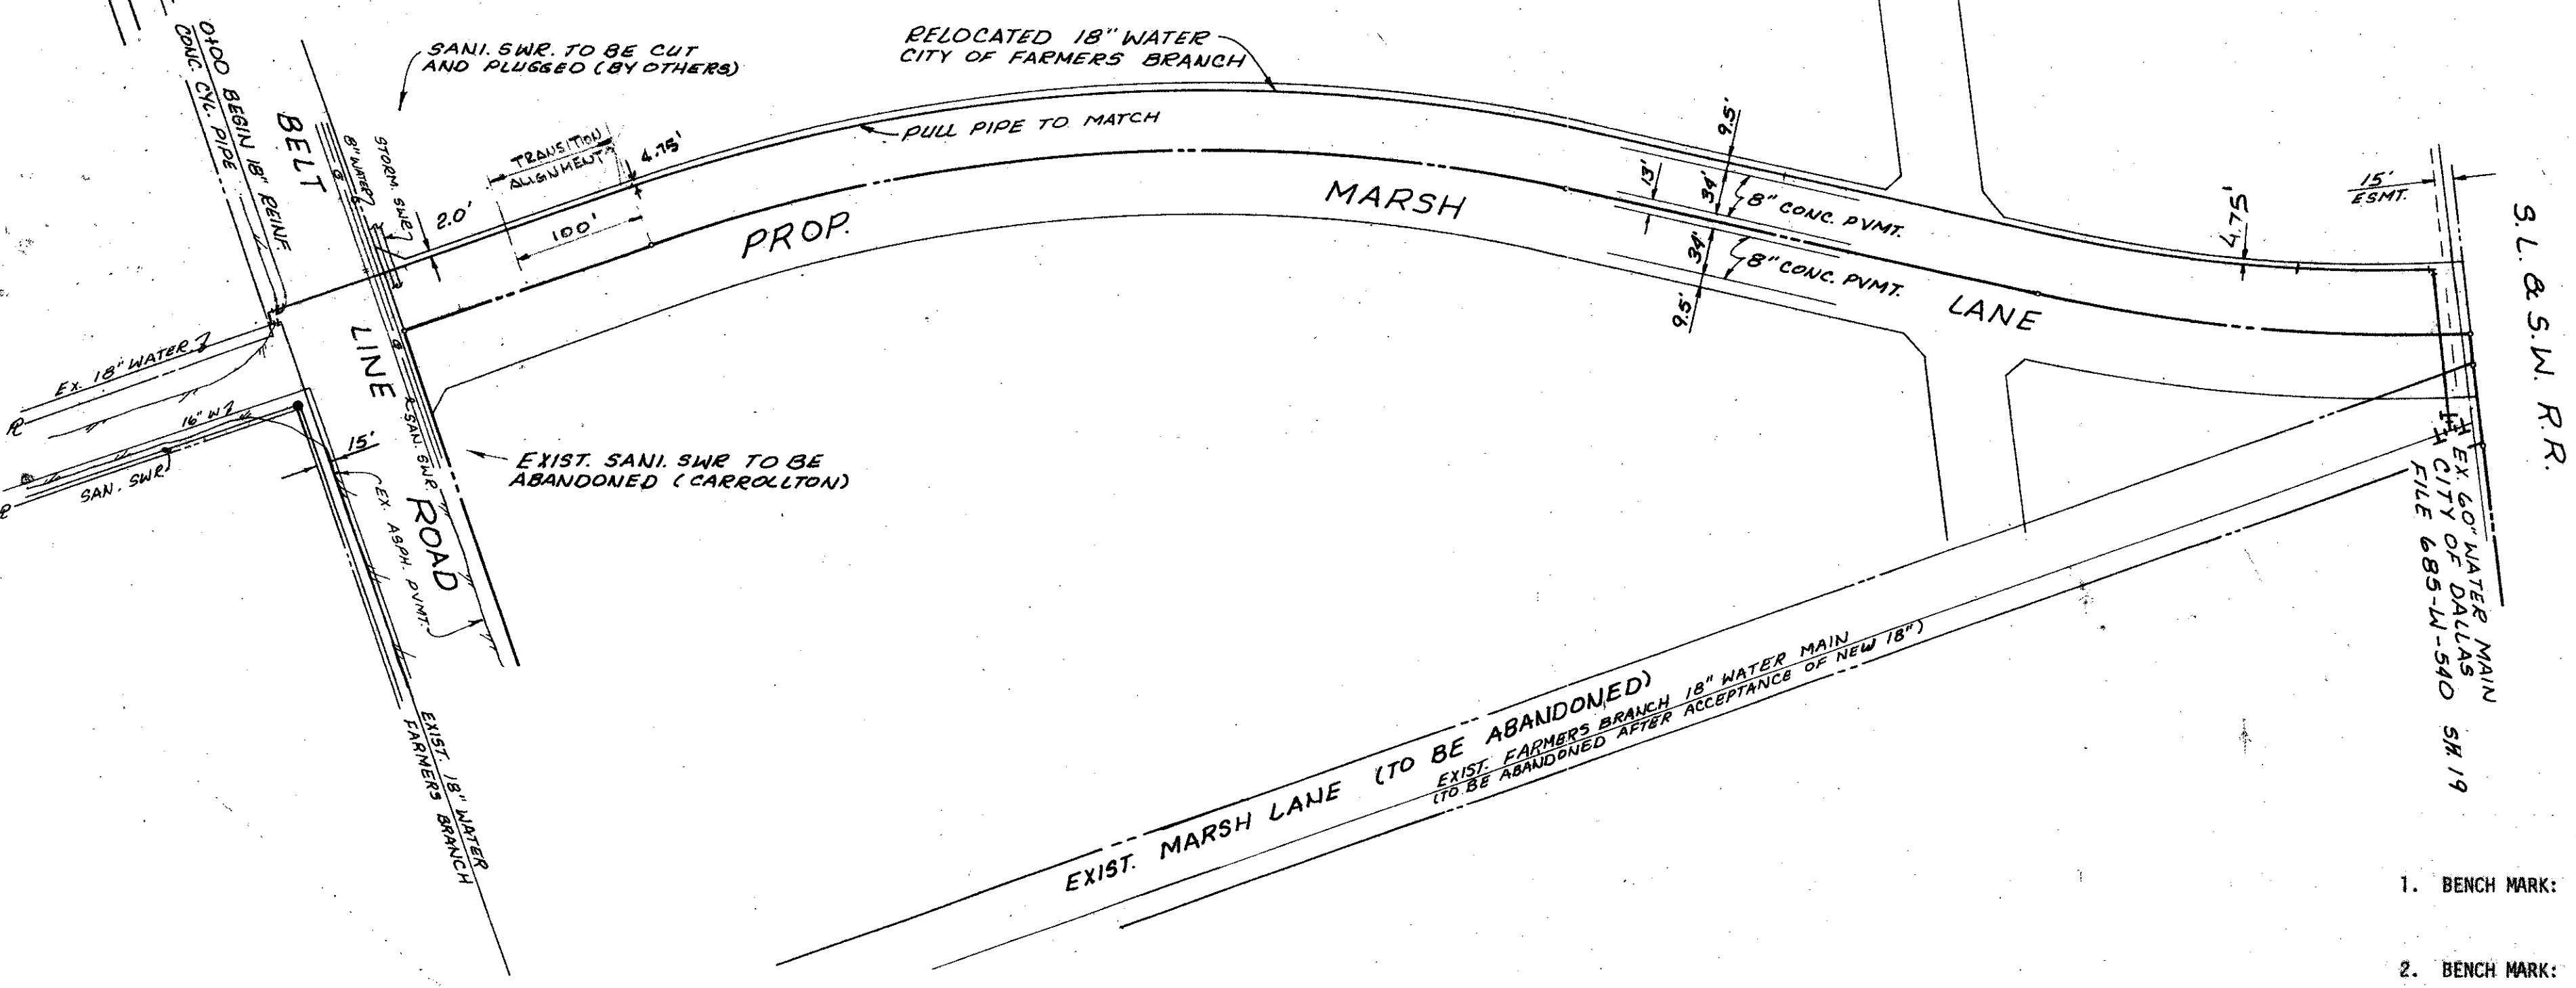 0+00 BEGIN 18" REINF.
CONC. CYL. PIPE
BELT
LINE
ROAD
SANI. SWR. TO BE CUT
AND PLUGGED (BY OTHERS)
RELOCATED 18" WATER
CITY OF FARMERS BRANCH
PULL PIPE TO MATCH
8" WATER
STORM. SWR.
2.0'
TRANSITION
ALIGNMENT
4.75'
100'
PROP.
MARSH
LANE
9.5'
13'
34'
8" CONC. PVMT.
34'
8" CONC. PVMT.
9.5'
4.75'
15'
ESMT.
S.L. & S.W. R.R.
EX. 18" WATER
16" W
SAN. SWR.
15'
SAN. SWR.
EX. ASPH. PVMT.
EXIST. SANI. SWR TO BE
ABANDONED (CARROLLTON)
EXIST. 18" WATER
FARMERS BRANCH
EX. 60" WATER MAIN
CITY OF DALLAS
FILE 685-W-540 SH. 19
EXIST. MARSH LANE (TO BE ABANDONED)
EXIST. FARMERS BRANCH 18" WATER MAIN
(TO BE ABANDONED AFTER ACCEPTANCE OF NEW 18")
1. BENCH MARK:
2. BENCH MARK: